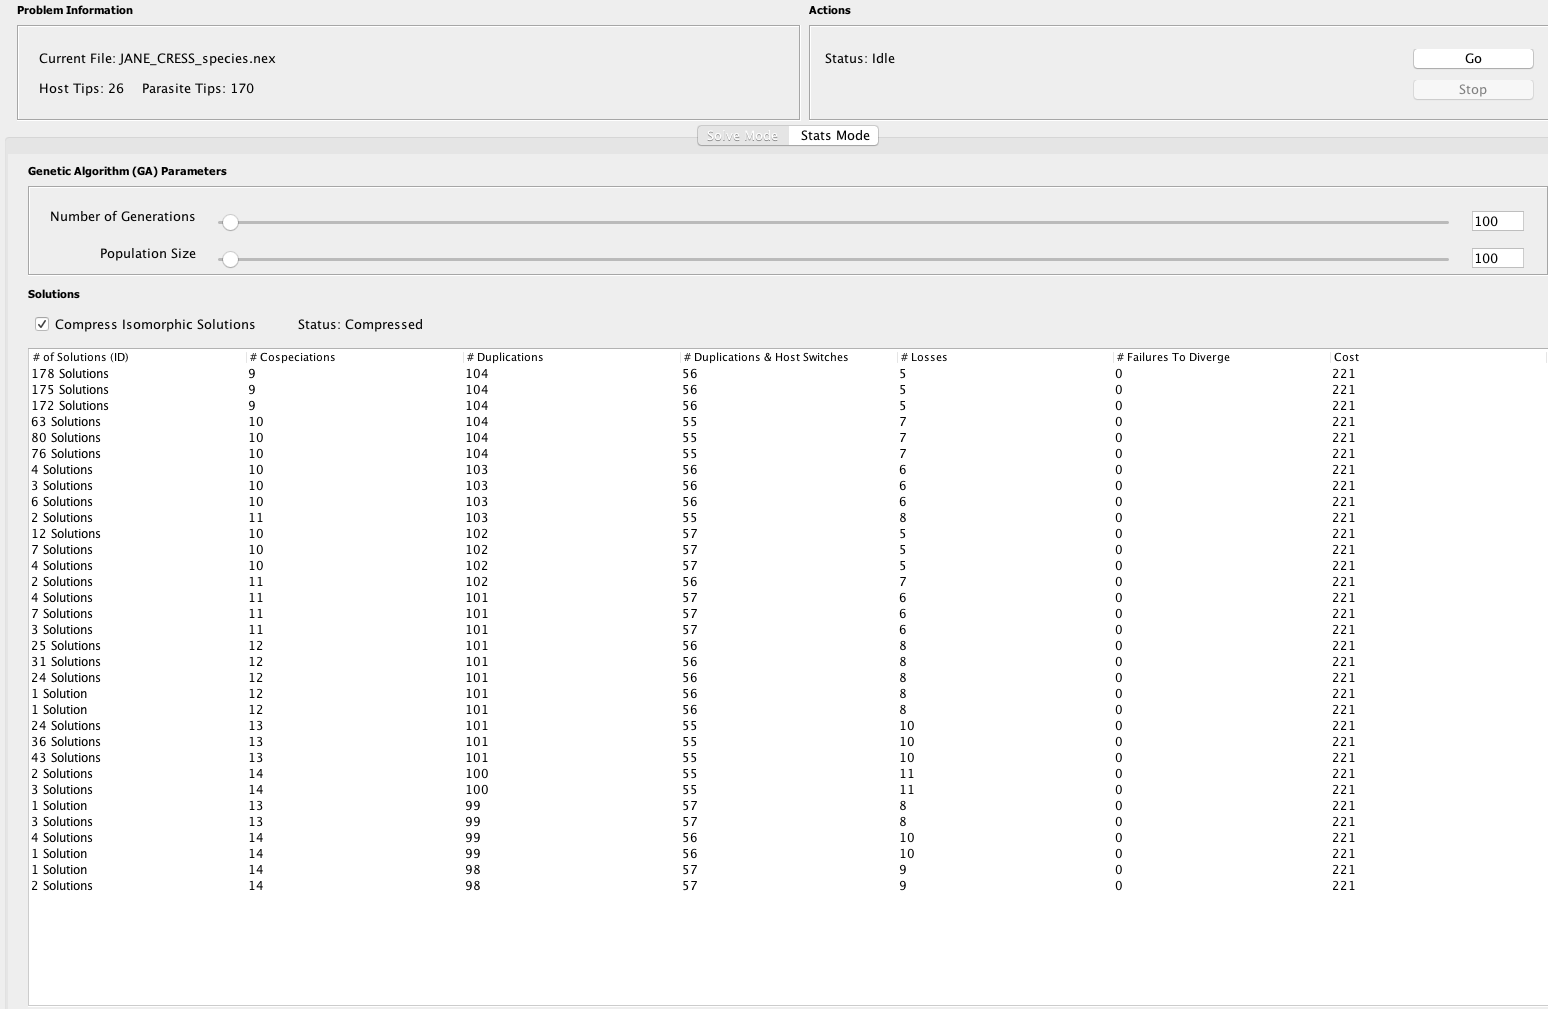 Problem Information
Actions
Current File: JANE_CRESS_species.nex
Status: Idle
Go
Host Tips: 26 Parasite Tips: 170
Stop
Solve Mode Stats Mode
Genetic Algorithm (GA) Parameters
Number of Generations 100
Population Size 100
Solutions
Compress Isomorphic Solutions Status: Compressed
# of Solutions (ID) # Cospeciations # Duplications # Duplications & Host Switches # Losses # Failures To Diverge Cost
178 Solutions 9 104 56 5 0 221
175 Solutions 9 104 56 5 0 221
172 Solutions 9 104 56 5 0 221
63 Solutions 10 104 55 7 0 221
80 Solutions 10 104 55 7 0 221
76 Solutions 10 104 55 7 0 221
4 Solutions 10 103 56 6 0 221
3 Solutions 10 103 56 6 0 221
6 Solutions 10 103 56 6 0 221
2 Solutions 11 103 55 8 0 221
12 Solutions 10 102 57 5 0 221
7 Solutions 10 102 57 5 0 221
4 Solutions 10 102 57 5 0 221
2 Solutions 11 102 56 7 0 221
4 Solutions 11 101 57 6 0 221
7 Solutions 11 101 57 6 0 221
3 Solutions 11 101 57 6 0 221
25 Solutions 12 101 56 8 0 221
31 Solutions 12 101 56 8 0 221
24 Solutions 12 101 56 8 0 221
1 Solution 12 101 56 8 0 221
1 Solution 12 101 56 8 0 221
24 Solutions 13 101 55 10 0 221
36 Solutions 13 101 55 10 0 221
43 Solutions 13 101 55 10 0 221
2 Solutions 14 100 55 11 0 221
3 Solutions 14 100 55 11 0 221
1 Solution 13 99 57 8 0 221
3 Solutions 13 99 57 8 0 221
4 Solutions 14 99 56 10 0 221
1 Solution 14 99 56 10 0 221
1 Solution 14 98 57 9 0 221
2 Solutions 14 98 57 9 0 221